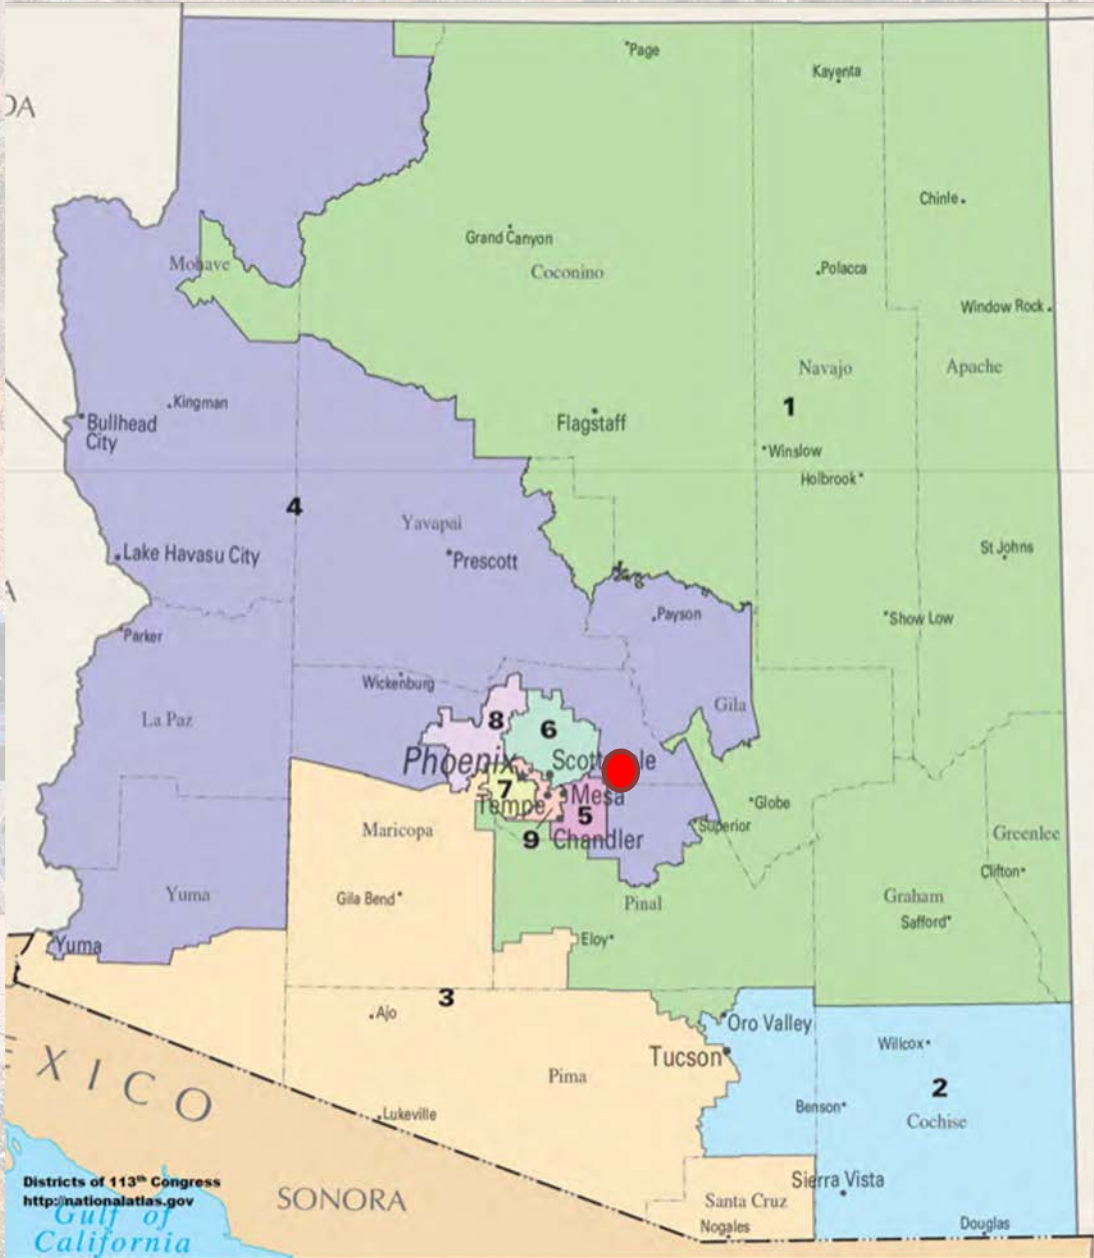 Page
Kayenta
DA
Chinle
Grand Canyon
Mohave
Coconino
Polacca
Window Rock
Navajo
Apache
Kingman
1
Bullhead
City
Flagstaff
Winslow
Holbrook
4
Yavapai
St Johns
Lake Havasu City
Prescott
A
Payson
Show Low
Parker
Wickenburg
Gila
La Paz
8
6
Phoenix
7
Mesa
Tempe
5
Globe
Superior
Maricopa
9
Chandler
Greenlee
Clifton
Yuma
Gila Bend
Pinal
Graham
Safford
Yuma
Eloy
3
Ajo
Oro Valley
Willcox
Tucson
EXICO
Pima
2
Benson
Cochise
Lukeville
Districts of 113th Congress
http://nationalatlas.gov
Sierra Vista
SONORA
Santa Cruz
Gulf of
California
Nogales
Douglas